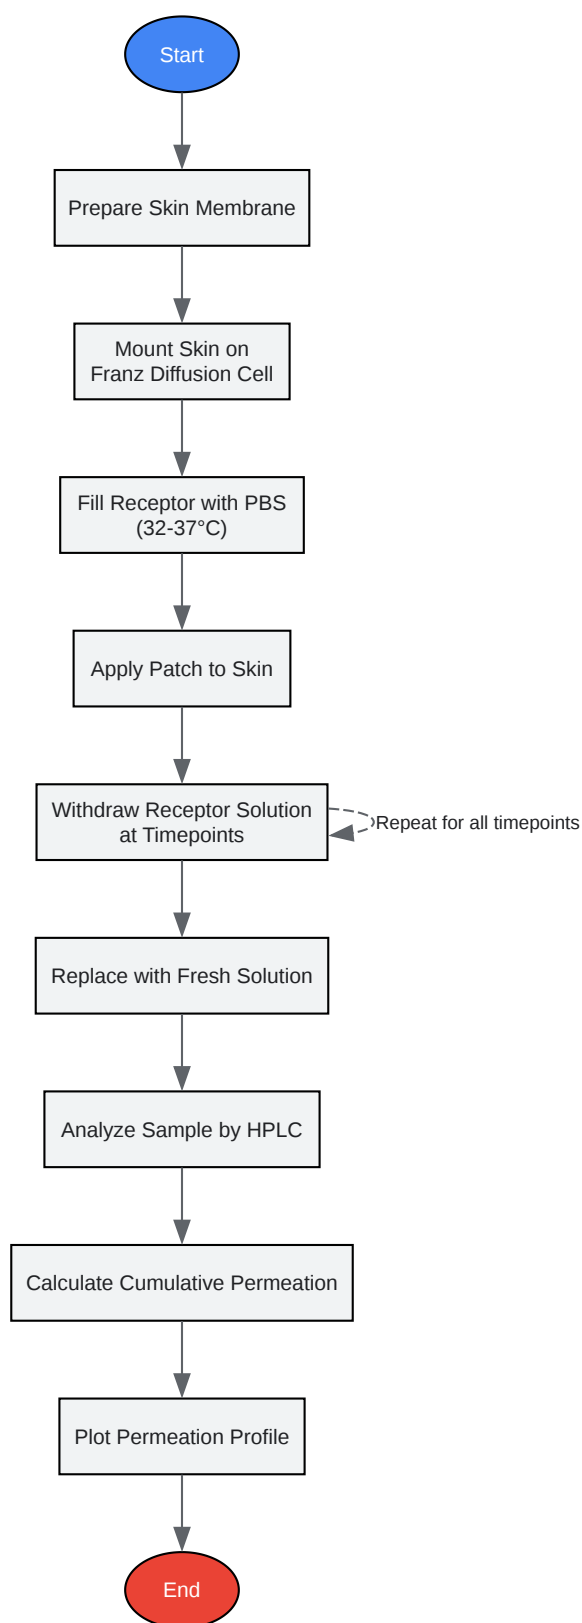 Start
Prepare Skin Membrane
Mount Skin on
Franz Diffusion Cell
Fill Receptor with PBS
(32-37°C)
Apply Patch to Skin
Withdraw Receptor Solution
at Timepoints
Repeat for all timepoints
Replace with Fresh Solution
Analyze Sample by HPLC
Calculate Cumulative Permeation
Plot Permeation Profile
End